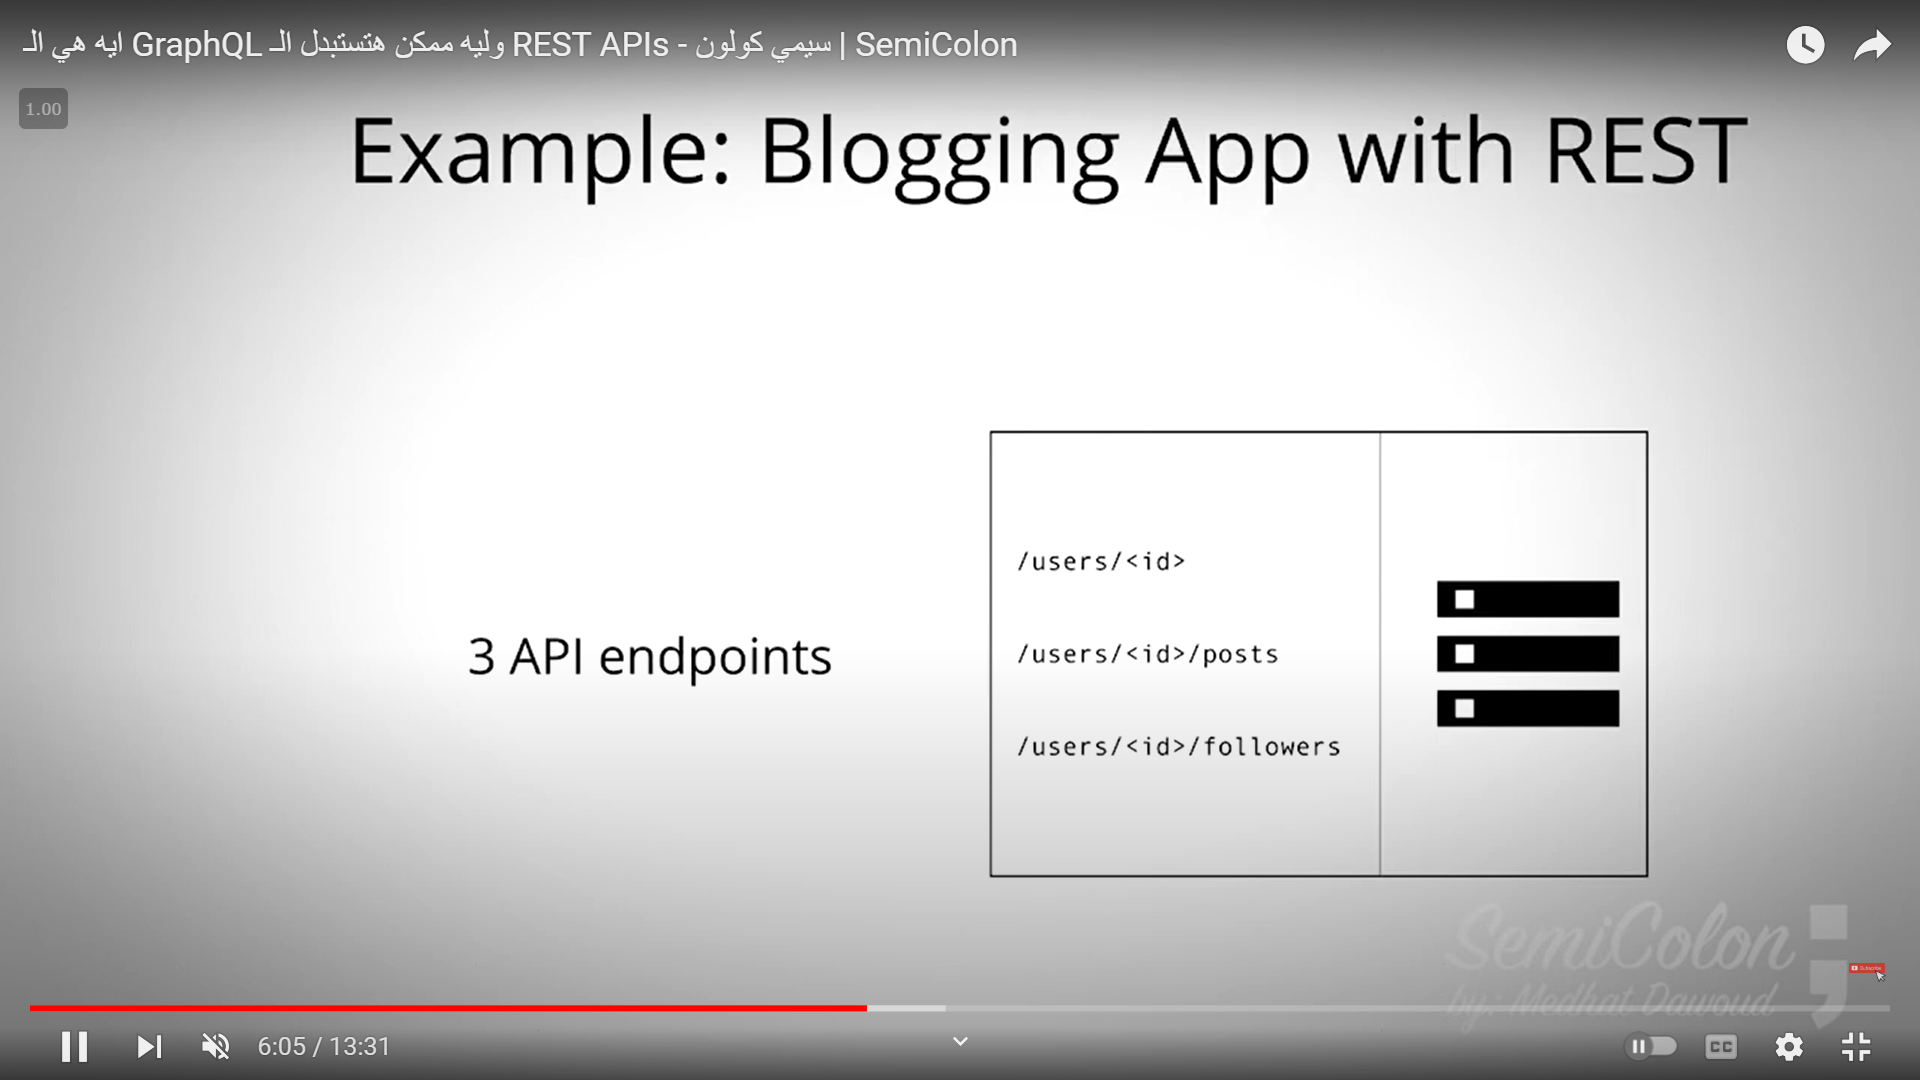 ايه هي الـ GraphQL وليه ممكن هتستبدل الـ REST APIs - سيمي كولون | SemiColon
1.00
Example: Blogging App with REST
/users/<id>
3 API endpoints
/users/<id>/posts
/users/<id>/followers
SemiColon
by: Medhat Dawoud
Subscribe
6:05 / 13:31
CC